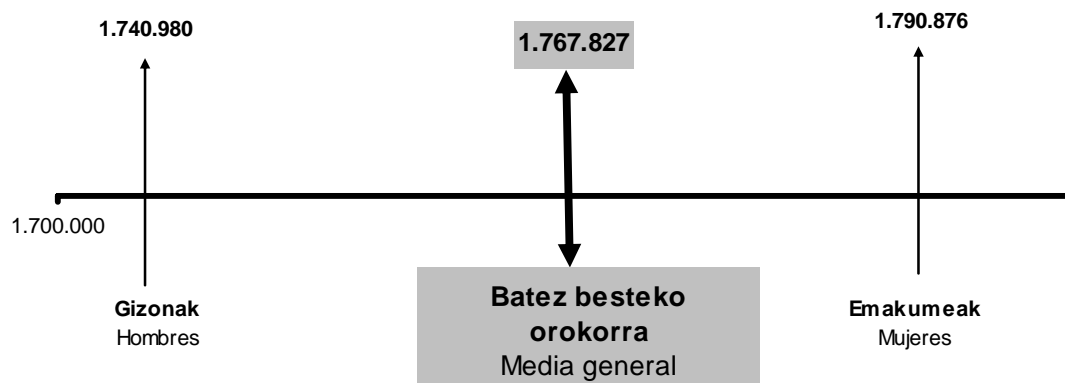 1.740.980
1.767.827
1.790.876
1.700.000
Gizonak
Hombres
Batez besteko
orokorra
Media general
Emakumeak
Mujeres